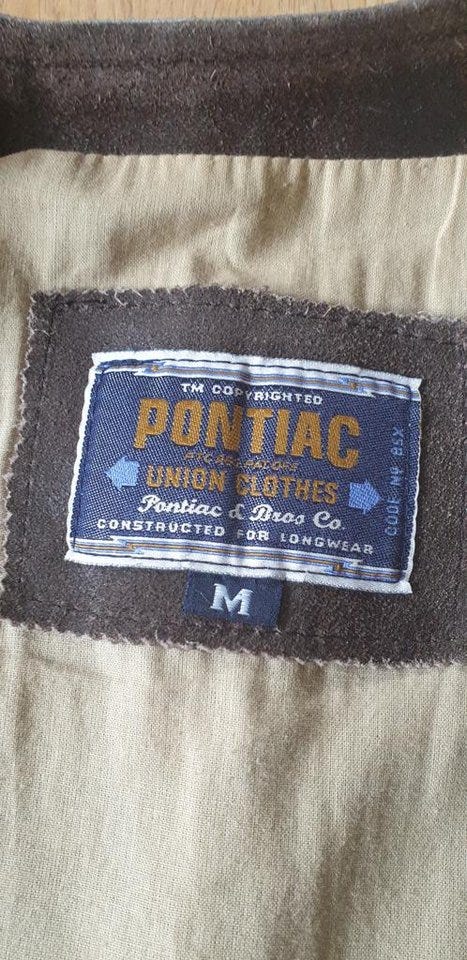 TM COPYRIGHTED
PONTIAC
UNION CLOTHES
Pontiac & Bros Co.
CONSTRUCTED FOR LONGWEAR
CODE Nº 85X
M